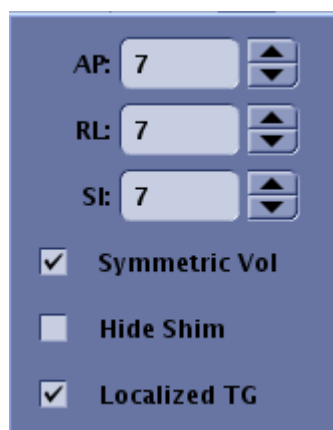 AP: 7
RL: 7
SI: 7
Symmetric Vol
Hide Shim
Localized TG